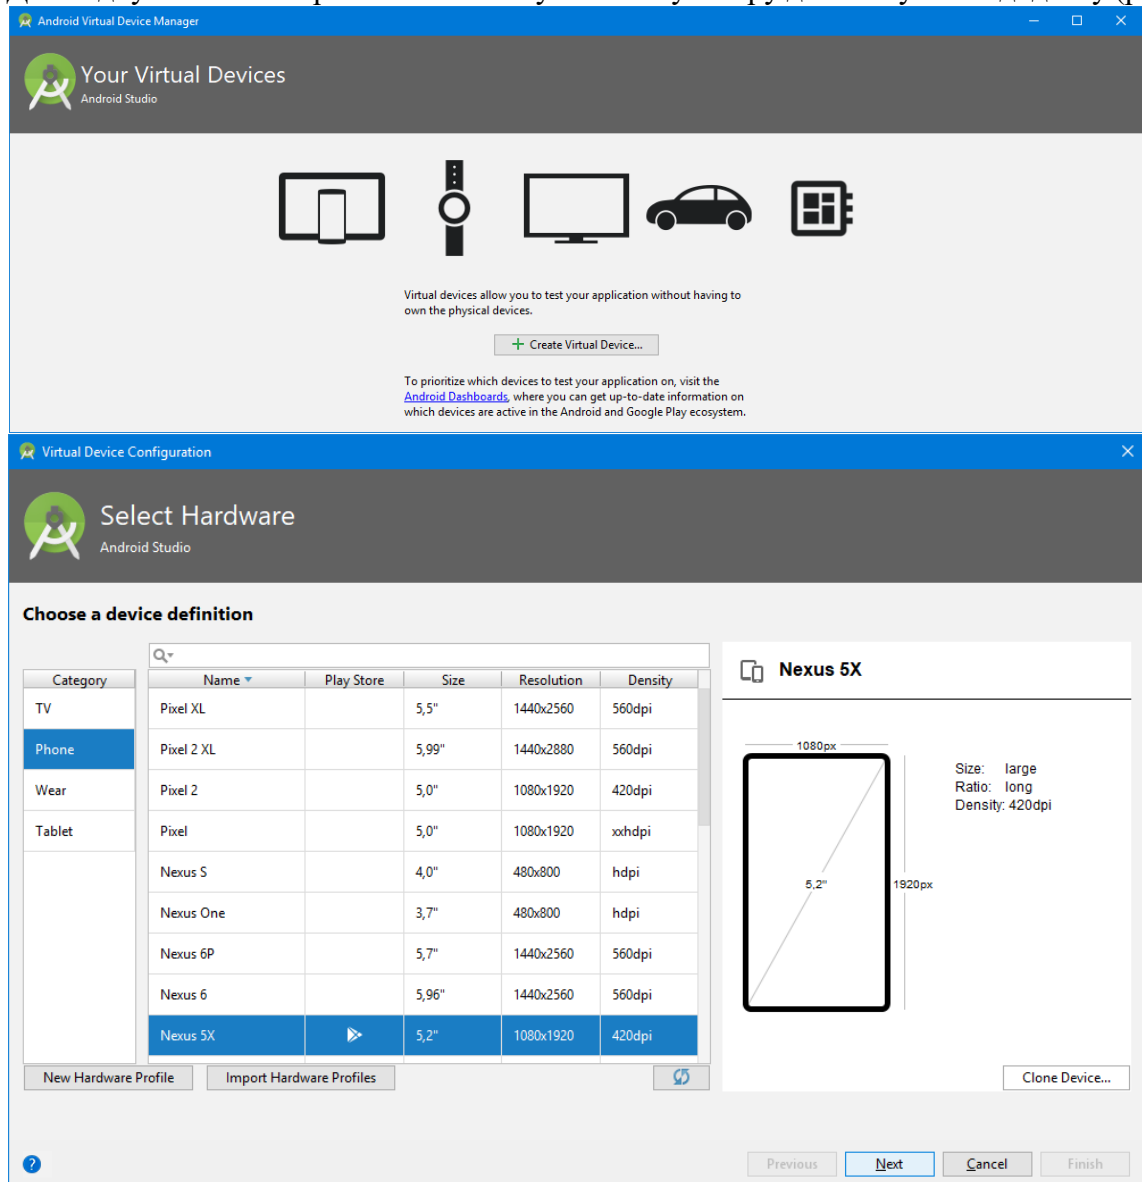 Android Virtual Device Manager
Your Virtual Devices
Android Studio
Virtual devices allow you to test your application without having to
own the physical devices.
Create Virtual Device...
To prioritize which devices to test your application on, visit the
Android Dashboards, where you can get up-to-date information on
which devices are active in the Android and Google Play ecosystem.
Virtual Device Configuration
Select Hardware
Android Studio
Choose a device definition
Category
TV
Phone
Wear
Tablet
Name Play Store Size Resolution Density
Pixel XL 5,5" 1440x2560 560dpi
Pixel 2 XL 5,99" 1440x2880 560dpi
Pixel 2 5,0" 1080x1920 420dpi
Pixel 5,0" 1080x1920 xxhdpi
Nexus S 4,0" 480x800 hdpi
Nexus One 3,7" 480x800 hdpi
Nexus 6P 5,7" 1440x2560 560dpi
Nexus 6 5,96" 1440x2560 560dpi
Nexus 5X 5,2" 1080x1920 420dpi
New Hardware Profile Import Hardware Profiles
Nexus 5X
1080px
5,2"
1920px
Size: large
Ratio: long
Density: 420dpi
Clone Device...
?
Previous Next Cancel Finish